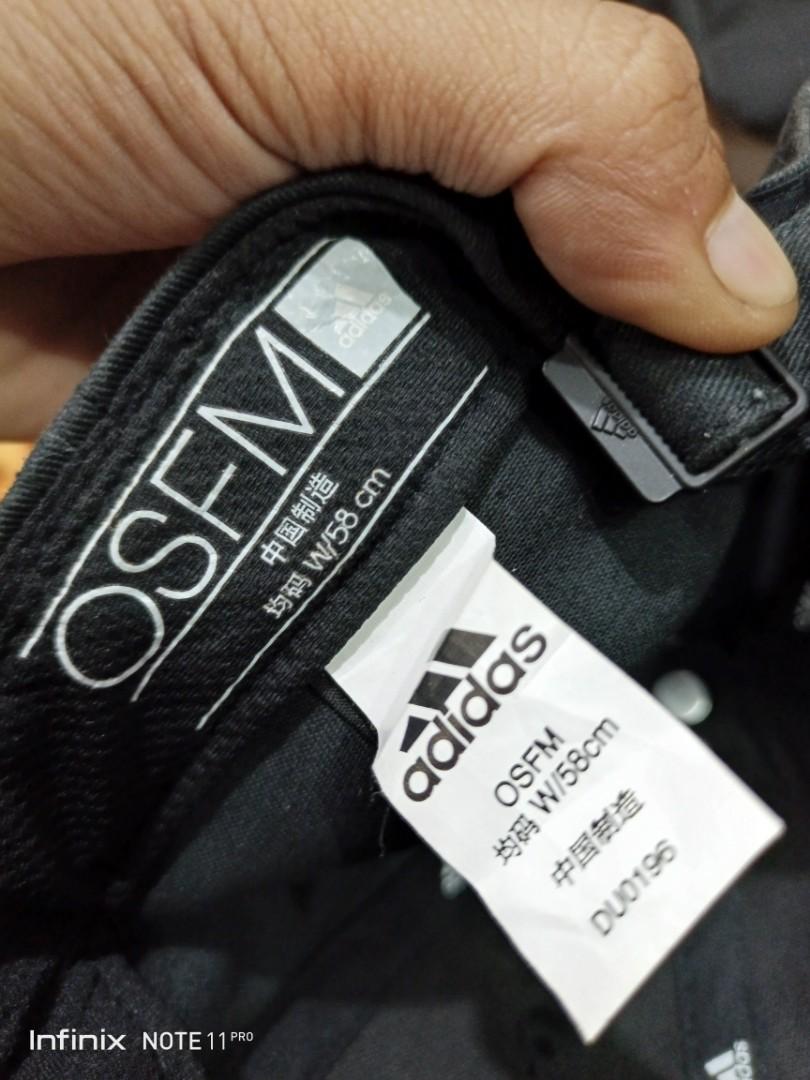 adidas
OSFM
中国制造
均码 W/58 cm
adidas
adidas
OSFM
均码 W/58cm
中国制造
DU0196
adidas
Infinix NOTE 11 PRO